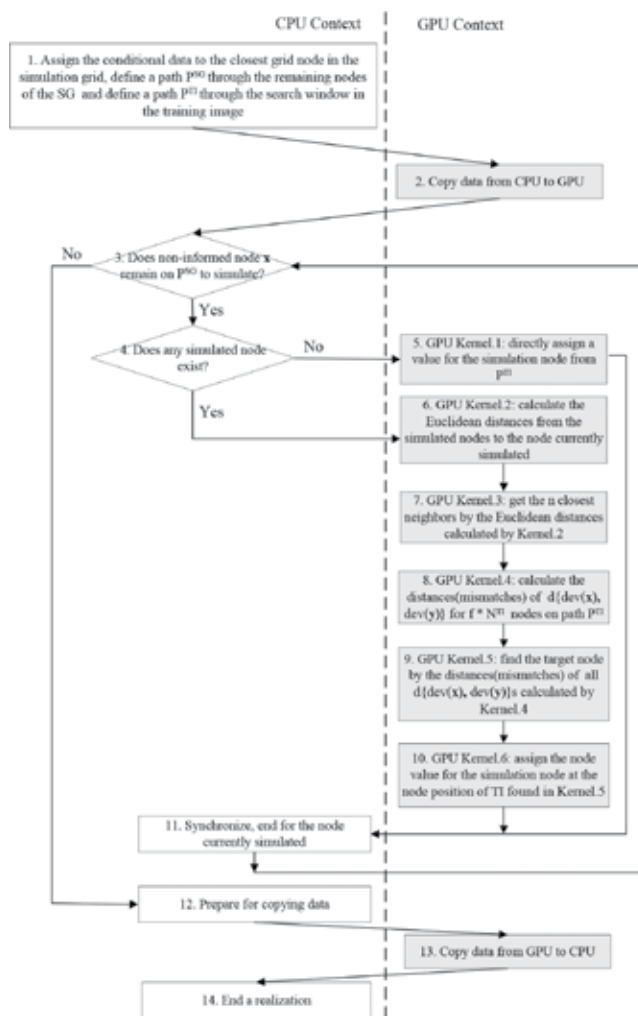 CPU Context
GPU Context
1. Assign the conditional data to the closest grid node in the
simulation grid, define a path P^SG through the remaining nodes
of the SG and define a path P^TI through the search window in
the training image
2. Copy data from CPU to GPU
No
3. Does non-informed node x
remain on P^SG to simulate?
Yes
4. Does any simulated node
exist?
No
5. GPU Kernel.1: directly assign a
value for the simulation node from
P^TI
Yes
6. GPU Kernel.2: calculate the
Euclidean distances from the
simulated nodes to the node currently
simulated
7. GPU Kernel.3: get the n closest
neighbors by the Euclidean distances
calculated by Kernel.2
8. GPU Kernel.4: calculate the
distances(mismatches) of d{dev(x),
dev(y)} for f * N^TI nodes on path P^TI
9. GPU Kernel.5: find the target node
by the distances(mismatches) of all
d{dev(x), dev(y)}s calculated by
Kernel.4
10. GPU Kernel.6: assign the node
value for the simulation node at the
node position of TI found in Kernel.5
11. Synchronize, end for the node
currently simulated
12. Prepare for copying data
13. Copy data from GPU to CPU
14. End a realization